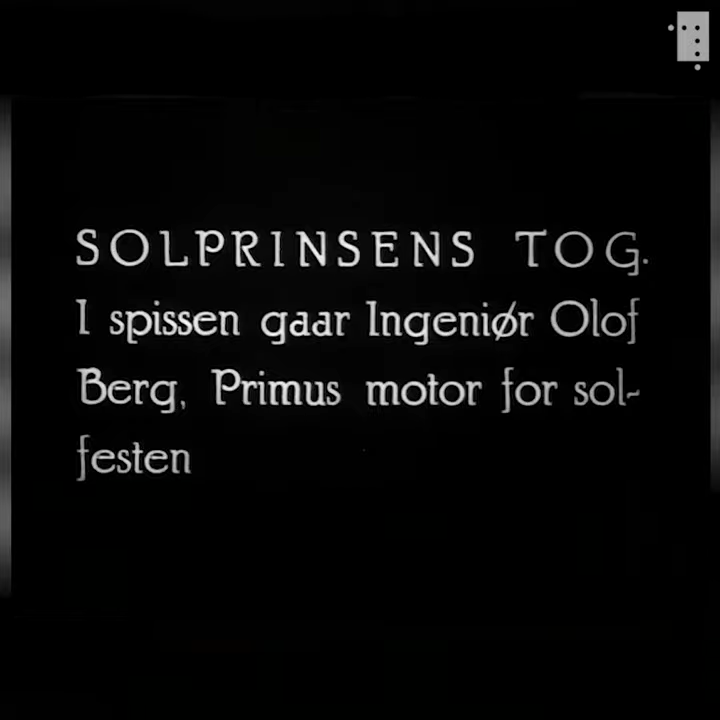 SOLPRINSENS TOG.
I spissen gaar Ingeniør Olof
Berg, Primus motor for sol-
festen